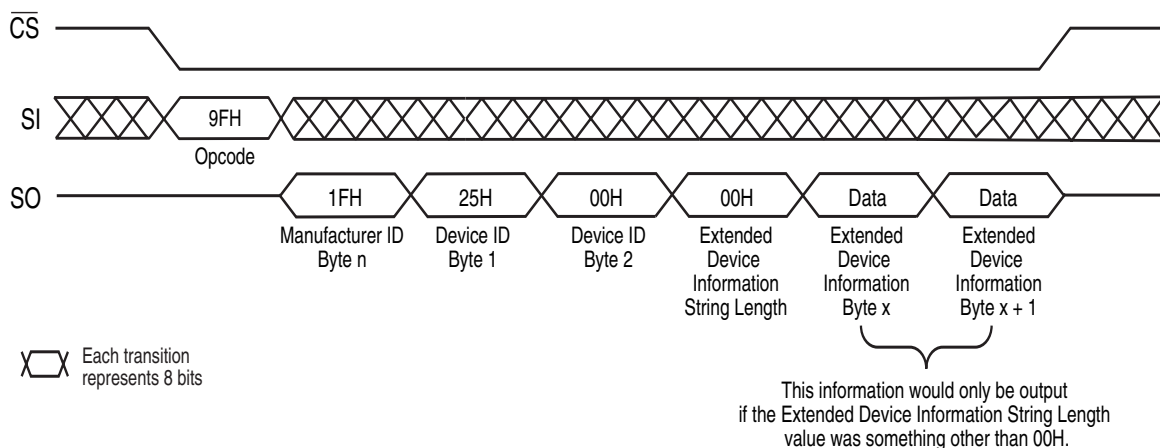 CS
SI
9FH
Opcode
SO
1FH
25H
00H
00H
Data
Data
Manufacturer ID
Byte n
Device ID
Byte 1
Device ID
Byte 2
Extended
Device
Information
String Length
Extended
Device
Information
Byte x
Extended
Device
Information
Byte x + 1
Each transition
represents 8 bits
This information would only be output
if the Extended Device Information String Length
value was something other than 00H.